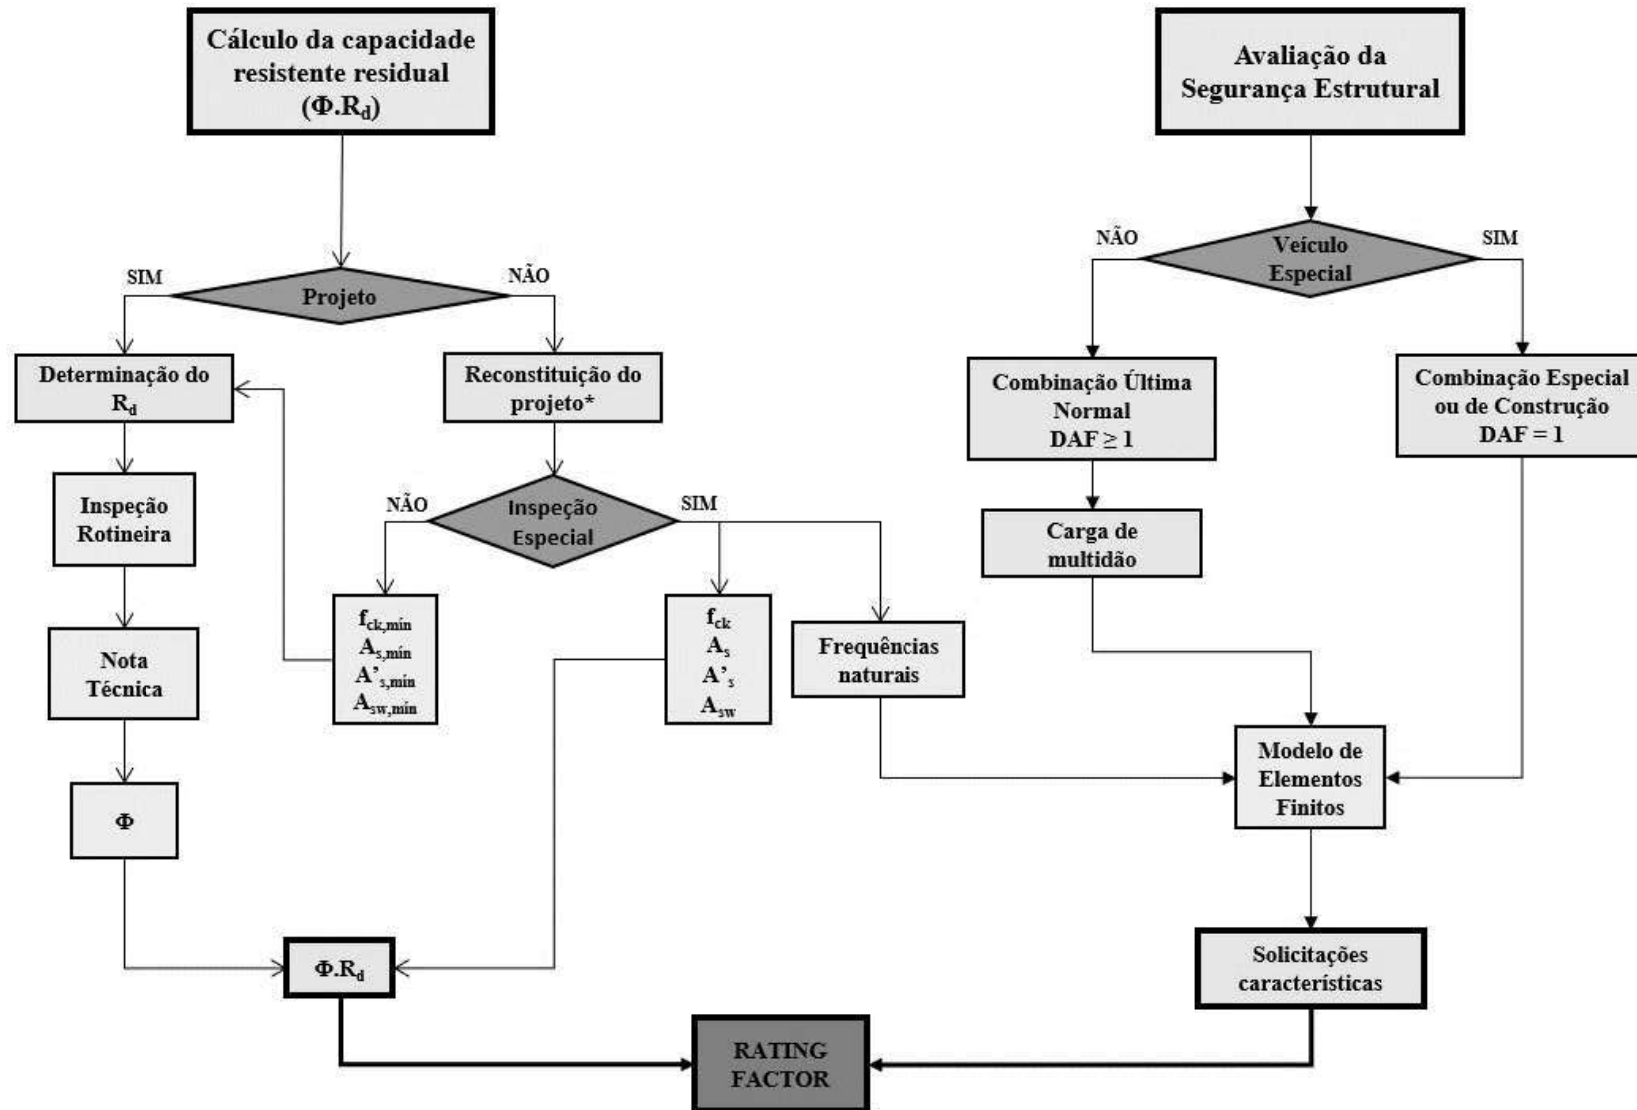 Cálculo da capacidade
resistente residual
(Φ.Rd)
Avaliação da
Segurança Estrutural
Projeto
SIM
NÃO
Determinação do
Rd
Reconstituição do
projeto*
Inspeção
Rotineira
Inspeção
Especial
NÃO
SIM
Nota
Técnica
fck,mín
As,mín
A’s,mín
Asw,mín
fck
As
A’s
Asw
Frequências
naturais
Φ
Φ.Rd
Veículo
Especial
NÃO
SIM
Combinação Última
Normal
DAF ≥ 1
Combinação Especial
ou de Construção
DAF = 1
Carga de
multidão
Modelo de
Elementos
Finitos
Solicitações
características
RATING
FACTOR